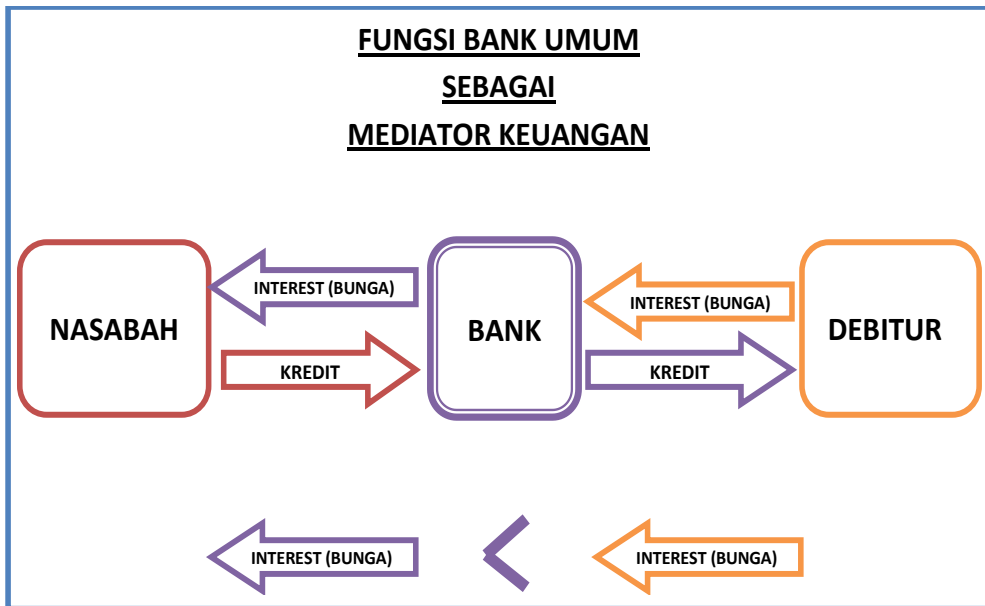 FUNGSI BANK UMUM
SEBAGAI
MEDIATOR KEUANGAN
INTEREST (BUNGA)
INTEREST (BUNGA)
NASABAH
BANK
DEBITUR
KREDIT
KREDIT
INTEREST (BUNGA)
<
INTEREST (BUNGA)